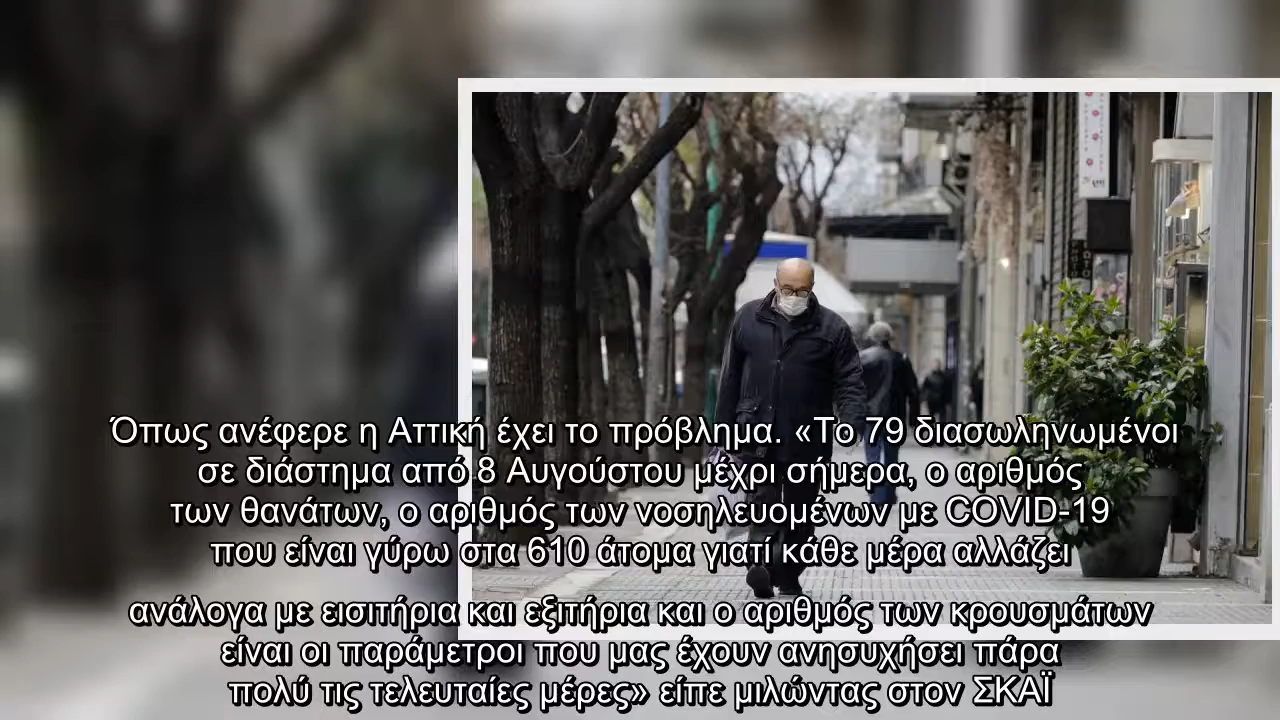 Όπως ανέφερε η Αττική έχει το πρόβλημα. «Το 79 διασωληνωμένοι
σε διάστημα από 8 Αυγούστου μέχρι σήμερα, ο αριθμός
των θανάτων, ο αριθμός των νοσηλευομένων με COVID-19
που είναι γύρω στα 610 άτομα γιατί κάθε μέρα αλλάζει
ανάλογα με εισιτήρια και εξιτήρια και ο αριθμός των κρουσμάτων
είναι οι παράμετροι που μας έχουν ανησυχήσει πάρα
πολύ τις τελευταίες μέρες» είπε μιλώντας στον ΣΚΑΪ